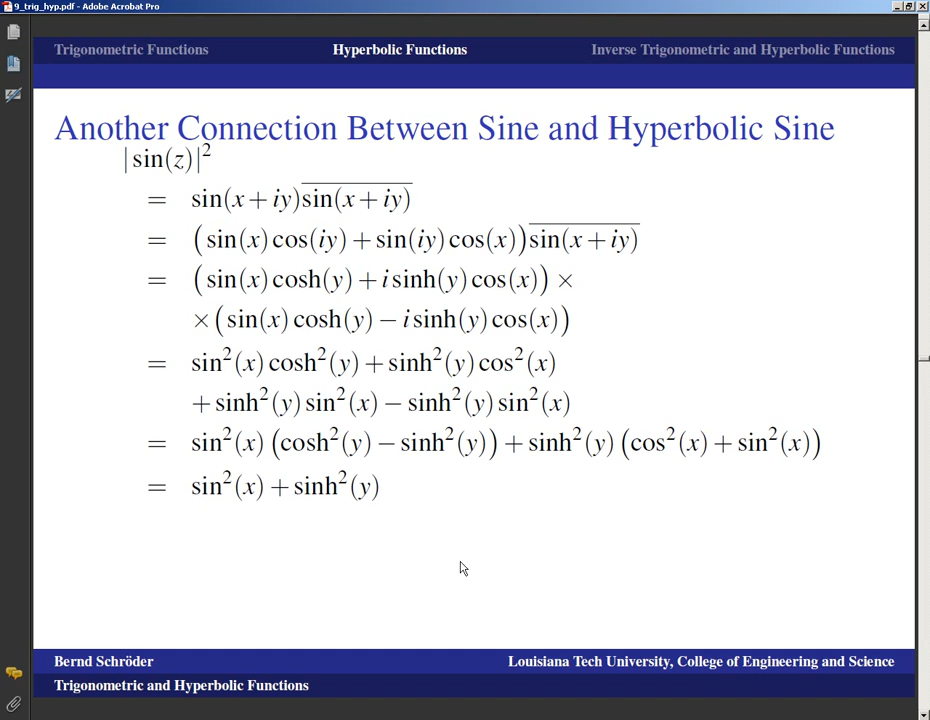 9_trig_hyp.pdf - Adobe Acrobat Pro
Trigonometric Functions Hyperbolic Functions Inverse Trigonometric and Hyperbolic Functions
Another Connection Between Sine and Hyperbolic Sine
|sin(z)|²
= sin(x + iy)\overline{sin(x + iy)}
= (sin(x) cos(iy) + sin(iy) cos(x))\overline{sin(x + iy)}
= (sin(x) cosh(y) + i sinh(y) cos(x)) ×
× (sin(x) cosh(y) − i sinh(y) cos(x))
= sin²(x) cosh²(y) + sinh²(y) cos²(x)
+ sinh²(y) sin²(x) − sinh²(y) sin²(x)
= sin²(x) (cosh²(y) − sinh²(y)) + sinh²(y) (cos²(x) + sin²(x))
= sin²(x) + sinh²(y)
Bernd Schröder Louisiana Tech University, College of Engineering and Science
Trigonometric and Hyperbolic Functions